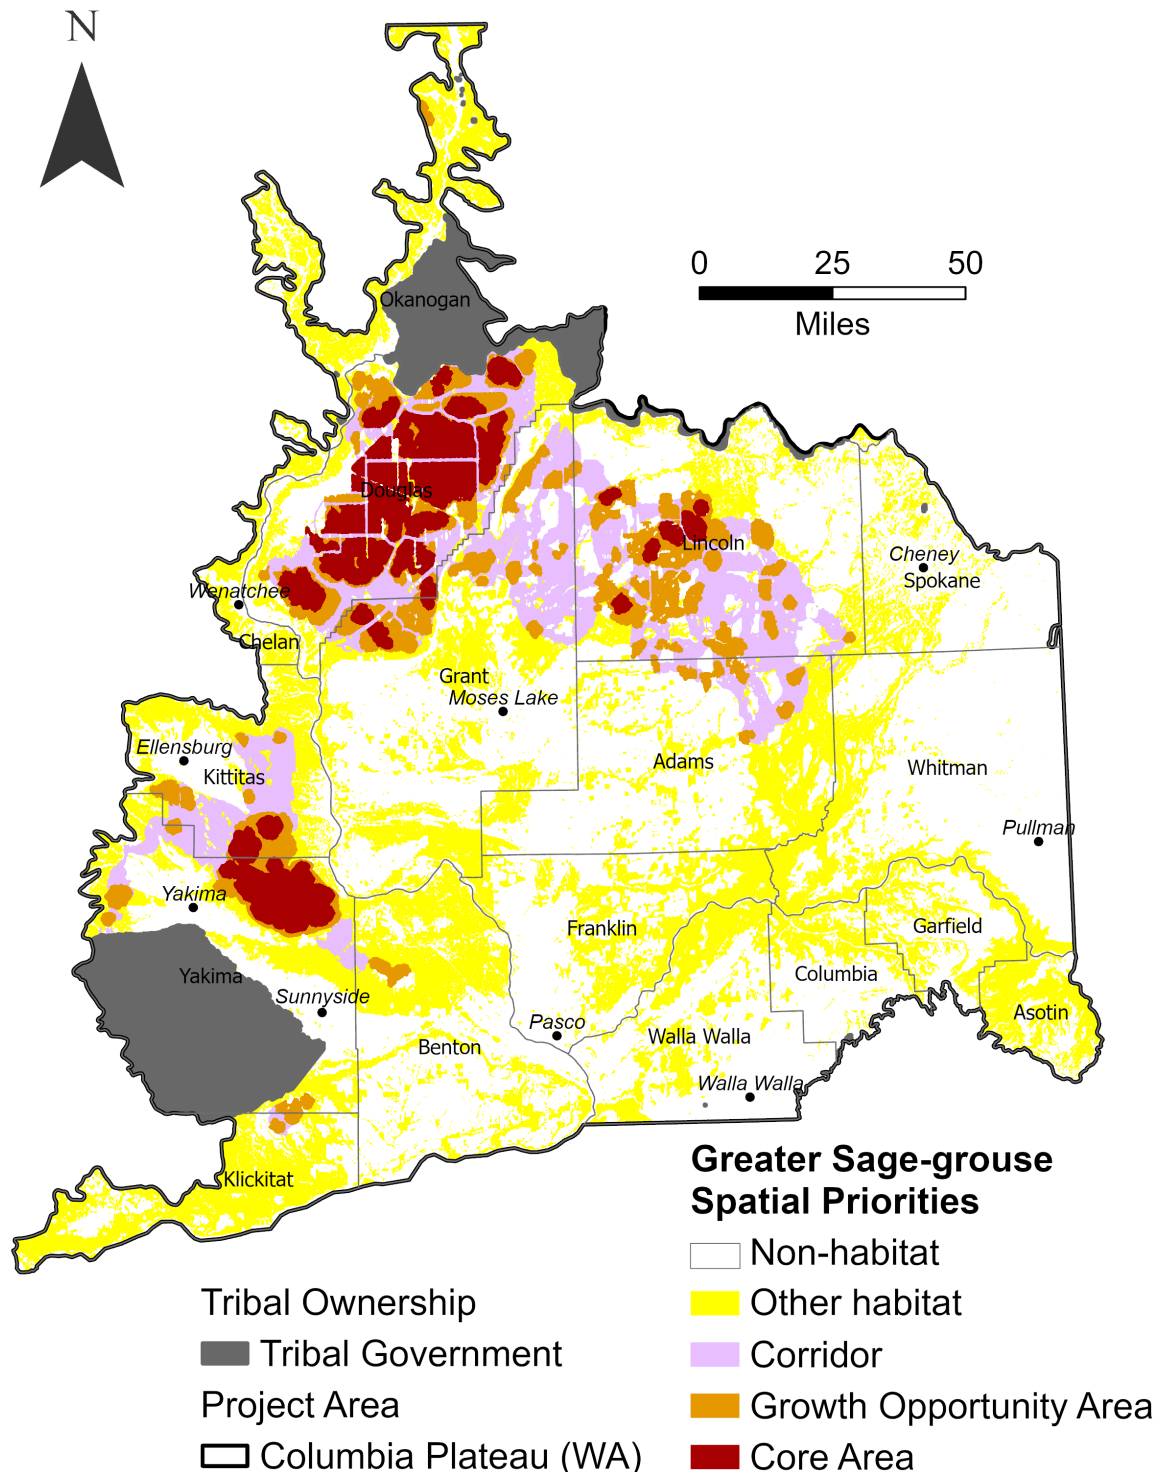 N
0 25 50
Miles
Okanogan
Douglas
Lincoln
Cheney
Spokane
Wenatchee
Chelan
Grant
Moses Lake
Ellensburg
Kittitas
Adams
Whitman
Pullman
Yakima
Franklin
Garfield
Yakima
Columbia
Sunnyside
Asotin
Pasco
Walla Walla
Benton
Walla Walla
Klickitat
Greater Sage-grouse
Spatial Priorities
Non-habitat
Other habitat
Corridor
Growth Opportunity Area
Core Area
Tribal Ownership
Tribal Government
Project Area
Columbia Plateau (WA)